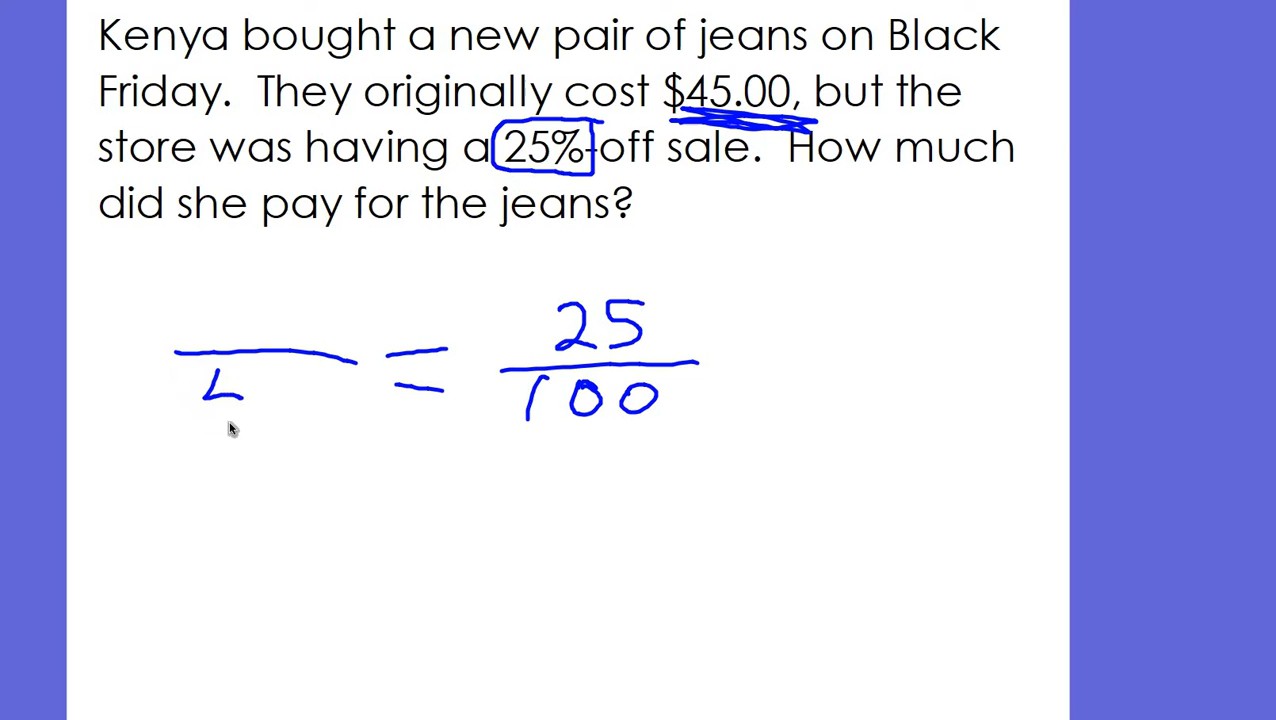 Kenya bought a new pair of jeans on Black
Friday. They originally cost $45.00, but the
store was having a 25%-off sale. How much
did she pay for the jeans?
25
=
100